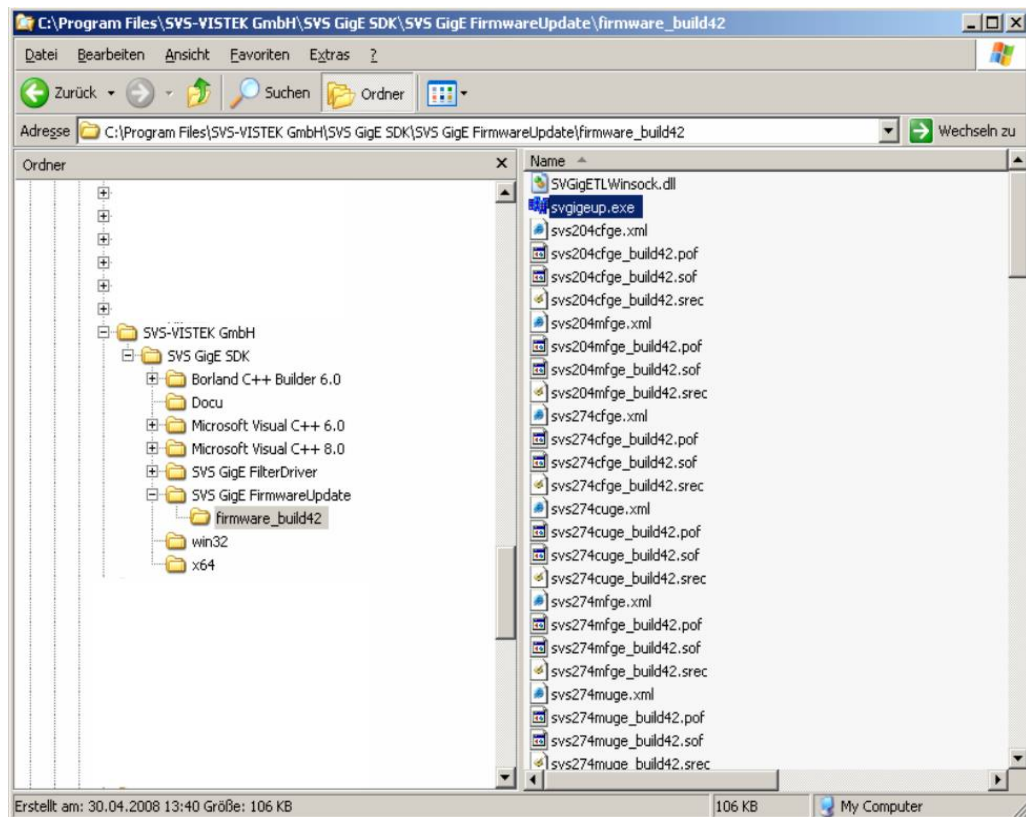 C:\Program Files\SVS-VISTEK GmbH\SVS GigE SDK\SVS GigE FirmwareUpdate\firmware_build42
Datei Bearbeiten Ansicht Favoriten Extras ?
Zurück Suchen Ordner
Adresse C:\Program Files\SVS-VISTEK GmbH\SVS GigE SDK\SVS GigE FirmwareUpdate\firmware_build42 Wechseln zu
Ordner
SVS-VISTEK GmbH
SVS GigE SDK
Borland C++ Builder 6.0
Docu
Microsoft Visual C++ 6.0
Microsoft Visual C++ 8.0
SVS GigE FilterDriver
SVS GigE FirmwareUpdate
firmware_build42
win32
x64
Name
SVGigETLWinsock.dll
svgigeup.exe
svs204cfge.xml
svs204cfge_build42.pof
svs204cfge_build42.sof
svs204cfge_build42.srec
svs204mfge.xml
svs204mfge_build42.pof
svs204mfge_build42.sof
svs204mfge_build42.srec
svs274cfge.xml
svs274cfge_build42.pof
svs274cfge_build42.sof
svs274cfge_build42.srec
svs274cuge.xml
svs274cuge_build42.pof
svs274cuge_build42.sof
svs274cuge_build42.srec
svs274mfge.xml
svs274mfge_build42.pof
svs274mfge_build42.sof
svs274mfge_build42.srec
svs274muge.xml
svs274muge_build42.pof
svs274muge_build42.sof
svs274muge_build42.srec
Erstellt am: 30.04.2008 13:40 Größe: 106 KB 106 KB My Computer